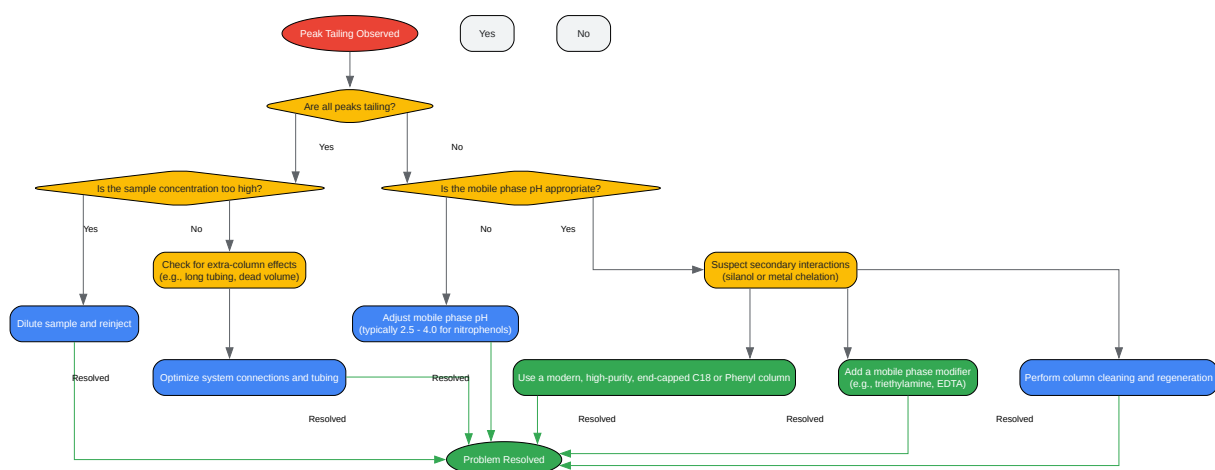 Peak Tailing Observed
Yes
No
Are all peaks tailing?
Yes
No
Is the sample concentration too high?
Is the mobile phase pH appropriate?
Yes
No
No
Yes
Check for extra-column effects
(e.g., long tubing, dead volume)
Suspect secondary interactions
(silanol or metal chelation)
Dilute sample and reinject
Adjust mobile phase pH
(typically 2.5 - 4.0 for nitrophenols)
Resolved
Optimize system connections and tubing
Resolved
Use a modern, high-purity, end-capped C18 or Phenyl column
Add a mobile phase modifier
(e.g., triethylamine, EDTA)
Perform column cleaning and regeneration
Resolved
Resolved
Resolved
Resolved
Problem Resolved